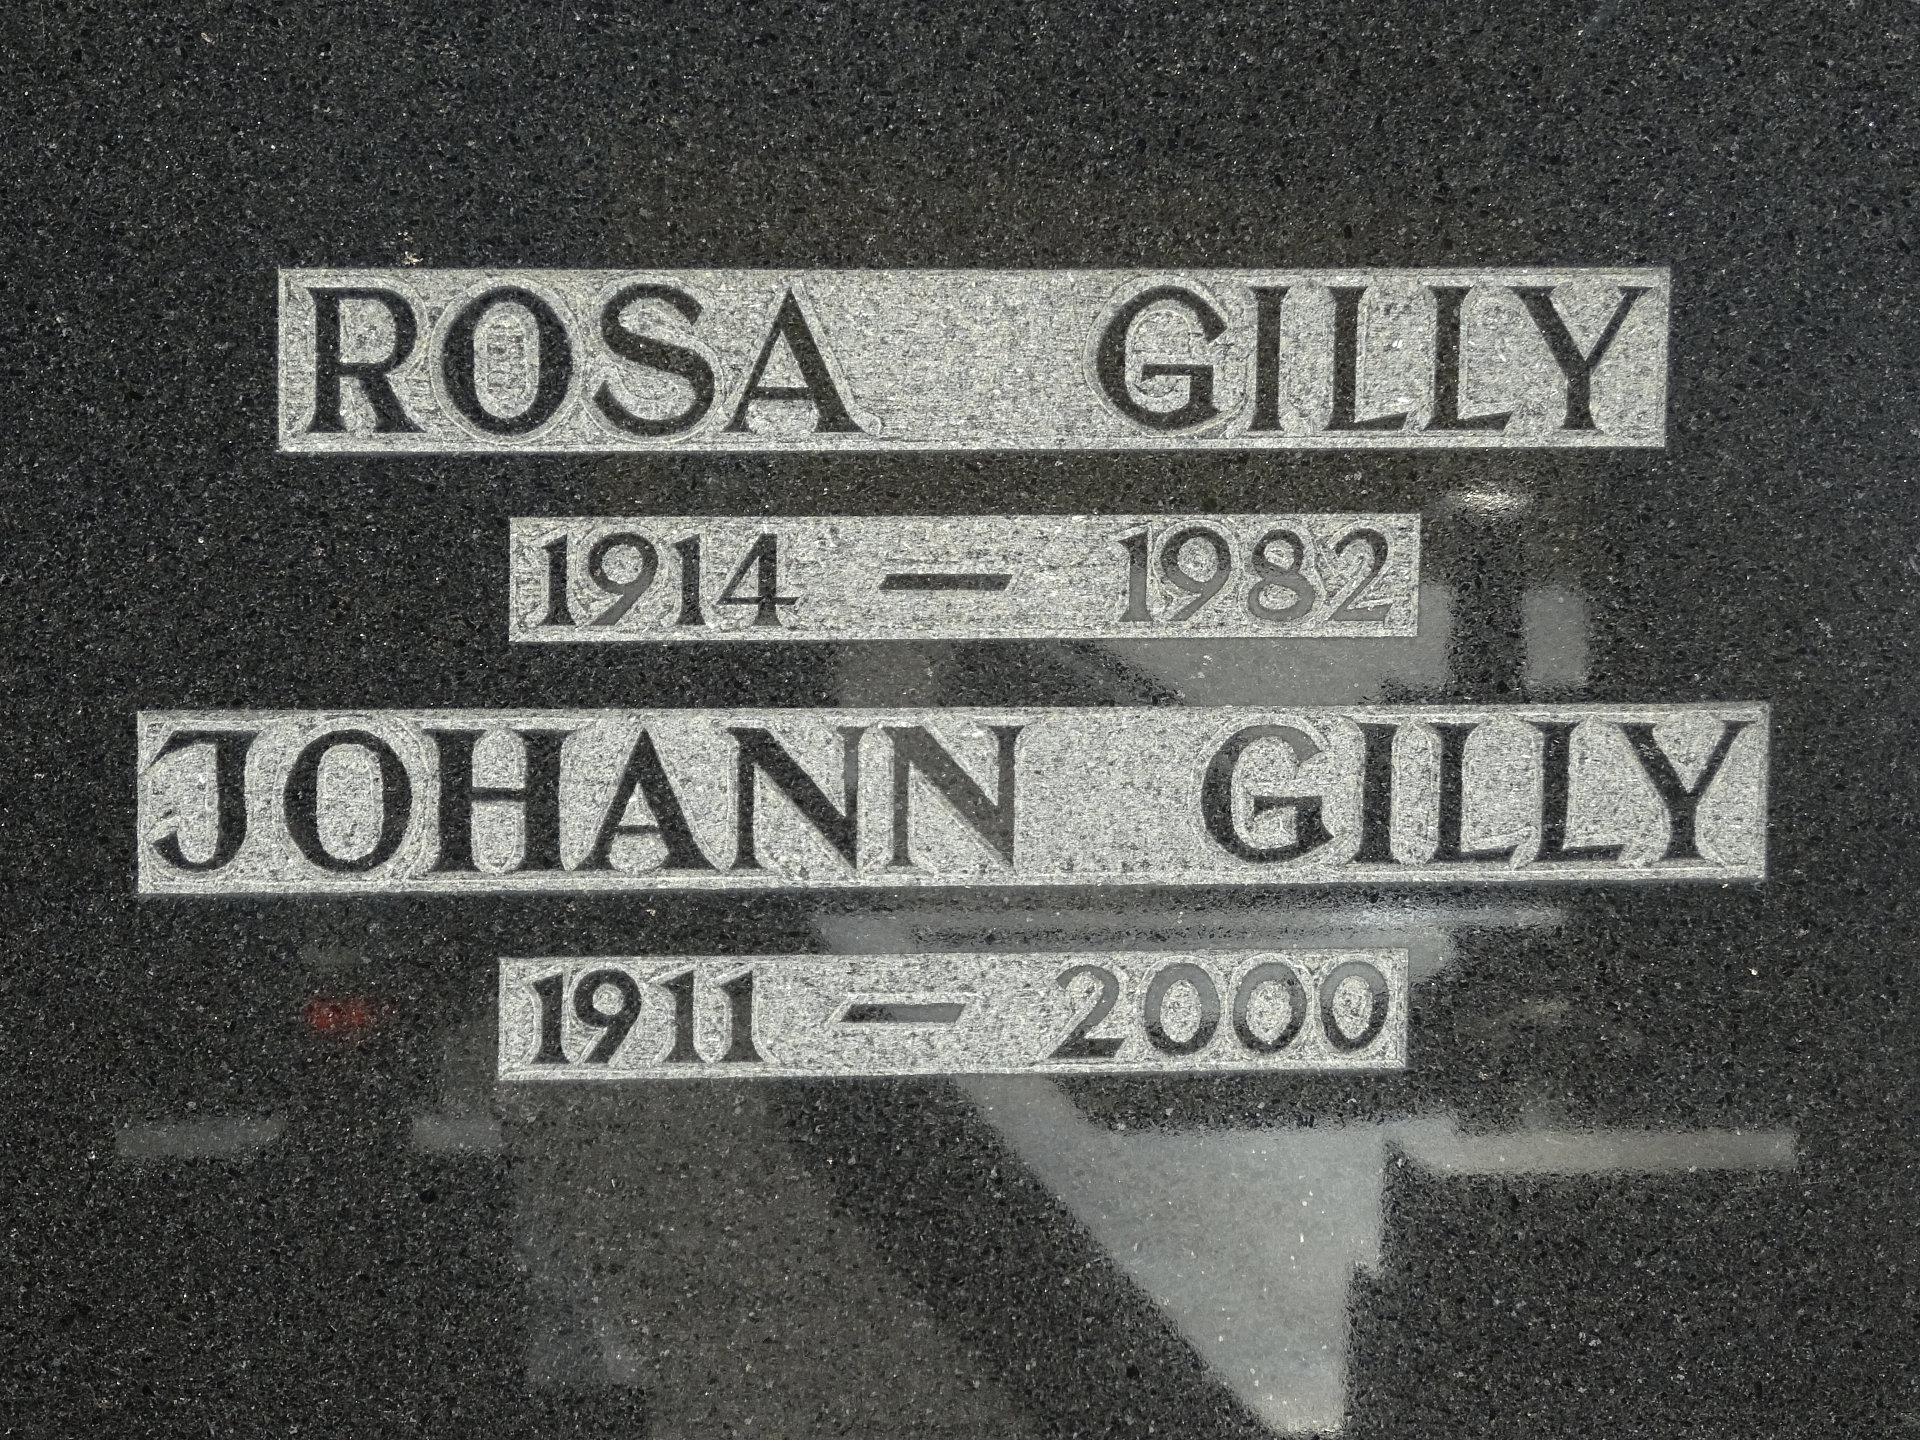 ROSA GILLY
1914 — 1982
JOHANN GILLY
1911 — 2000